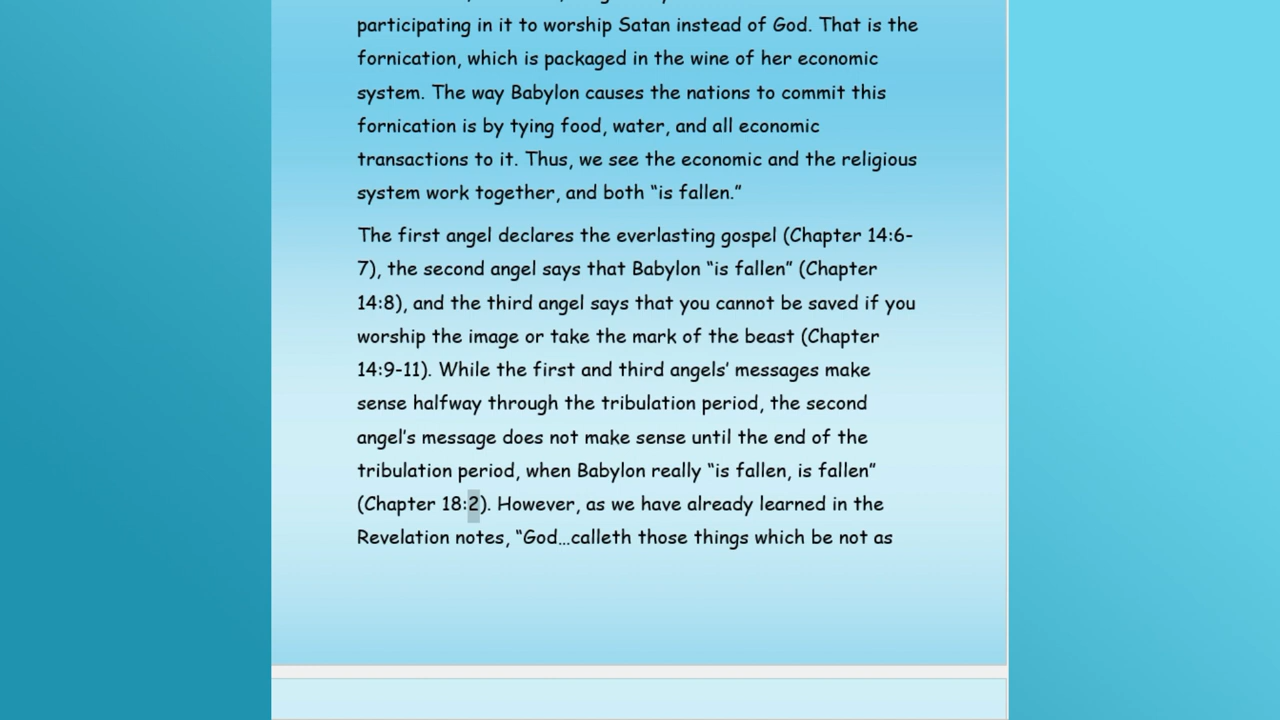 participating in it to worship Satan instead of God. That is the
fornication, which is packaged in the wine of her economic
system. The way Babylon causes the nations to commit this
fornication is by tying food, water, and all economic
transactions to it. Thus, we see the economic and the religious
system work together, and both “is fallen.”
The first angel declares the everlasting gospel (Chapter 14:6-
7), the second angel says that Babylon “is fallen” (Chapter
14:8), and the third angel says that you cannot be saved if you
worship the image or take the mark of the beast (Chapter
14:9-11). While the first and third angels’ messages make
sense halfway through the tribulation period, the second
angel’s message does not make sense until the end of the
tribulation period, when Babylon really “is fallen, is fallen”
(Chapter 18:2). However, as we have already learned in the
Revelation notes, “God…calleth those things which be not as